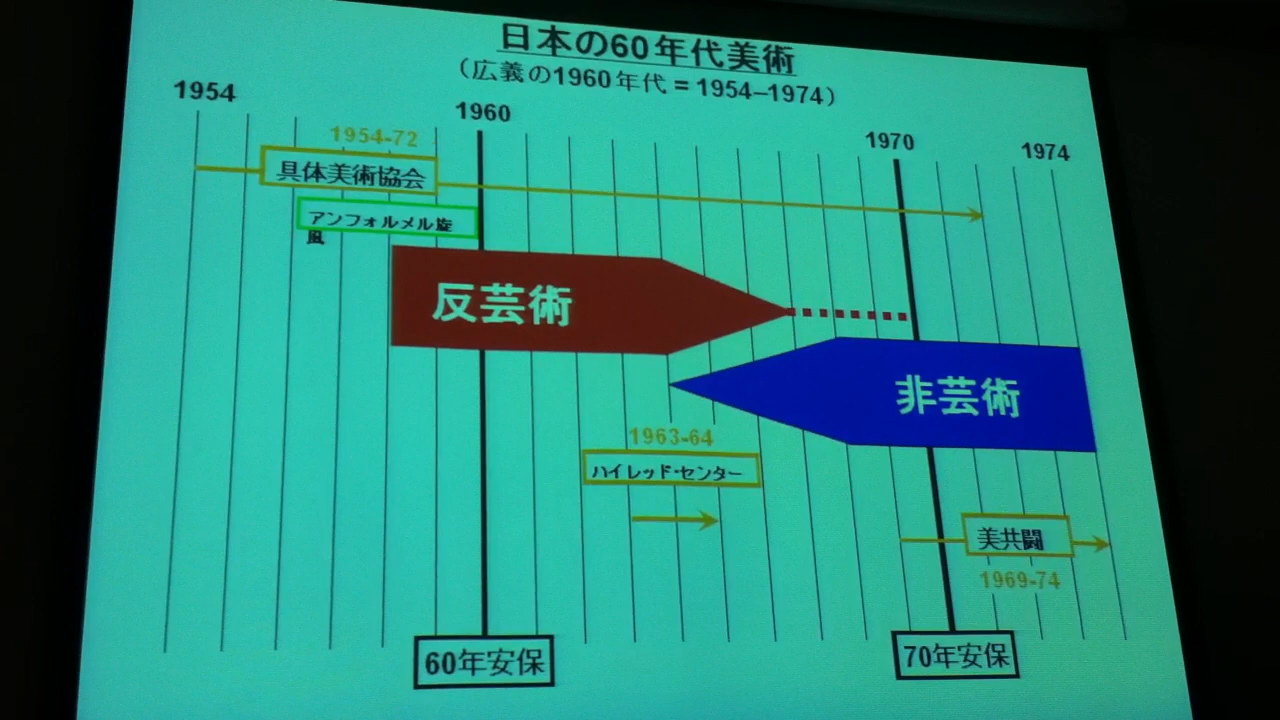 日本の60年代美術
（広義の1960年代 = 1954–1974）
1954
1960
1970
1974
1954-72
具体美術協会
アンフォルメル旋
風
反芸術
非芸術
1963-64
ハイレッド・センター
美共闘
1969-74
60年安保
70年安保